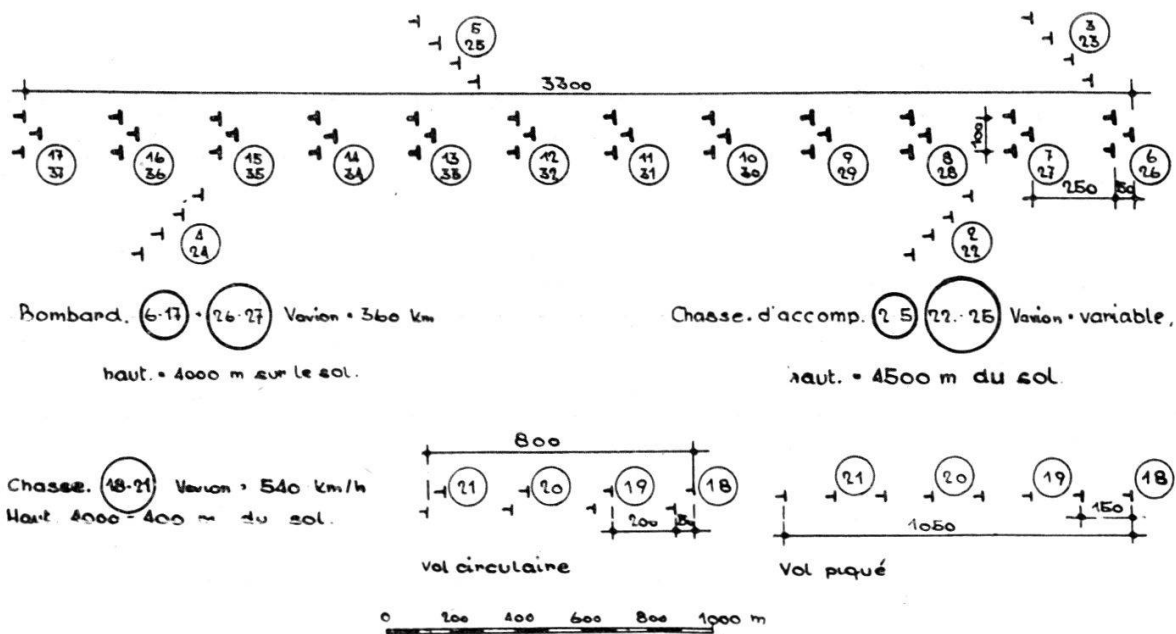 5 25
3 23
3300
17 37
16 36
15 35
14 34
13 33
12 32
11 31
10 30
9 29
8 28
7 27
6 26
100
250 50
4 24
2 22
Bombard. 6-17 - 26-27 Vavion = 360 km
haut. = 4000 m sur le sol.
Chasse. d'accomp. 2 5 22.-25 Vavion = variable.
haut. = 4500 m du sol.
Chasse. 18-21 Vavion = 540 km/h
Haut. 4000-400 m du sol.
800
21 20 19 18
200 50
Vol circulaire
21 20 19 18
150
1050
Vol piqué
0 200 400 600 800 1000 m